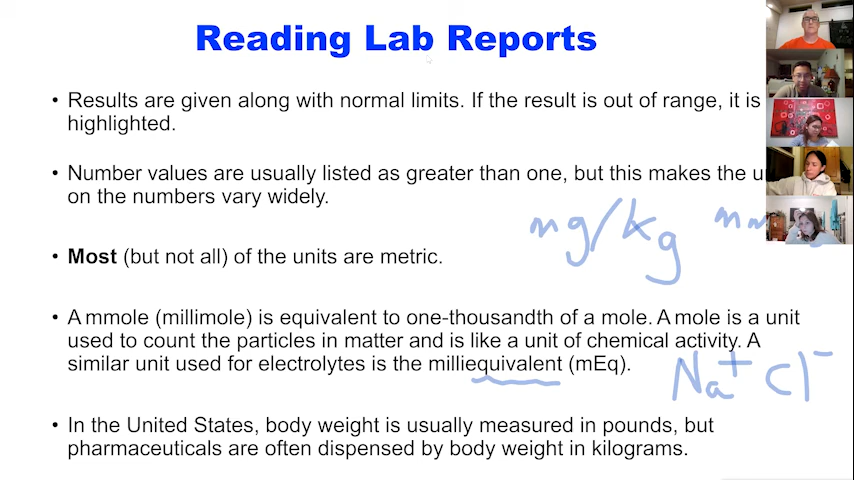 Reading Lab Reports
• Results are given along with normal limits. If the result is out of range, it is
highlighted.
• Number values are usually listed as greater than one, but this makes the
on the numbers vary widely.
mg/kg
• Most (but not all) of the units are metric.
• A mmole (millimole) is equivalent to one-thousandth of a mole. A mole is a unit
used to count the particles in matter and is like a unit of chemical activity. A
similar unit used for electrolytes is the milliequivalent (mEq).
Na+ Cl-
• In the United States, body weight is usually measured in pounds, but
pharmaceuticals are often dispensed by body weight in kilograms.